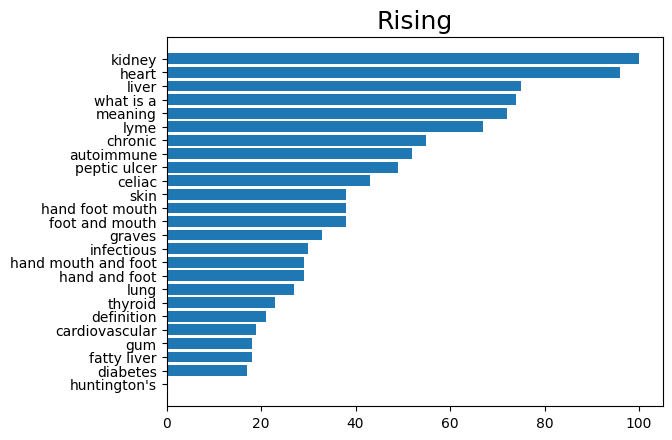 Rising
kidney
heart
liver
what is a
meaning
lyme
chronic
autoimmune
peptic ulcer
celiac
skin
hand foot mouth
foot and mouth
graves
infectious
hand mouth and foot
hand and foot
lung
thyroid
definition
cardiovascular
gum
fatty liver
diabetes
huntington's
0 20 40 60 80 100